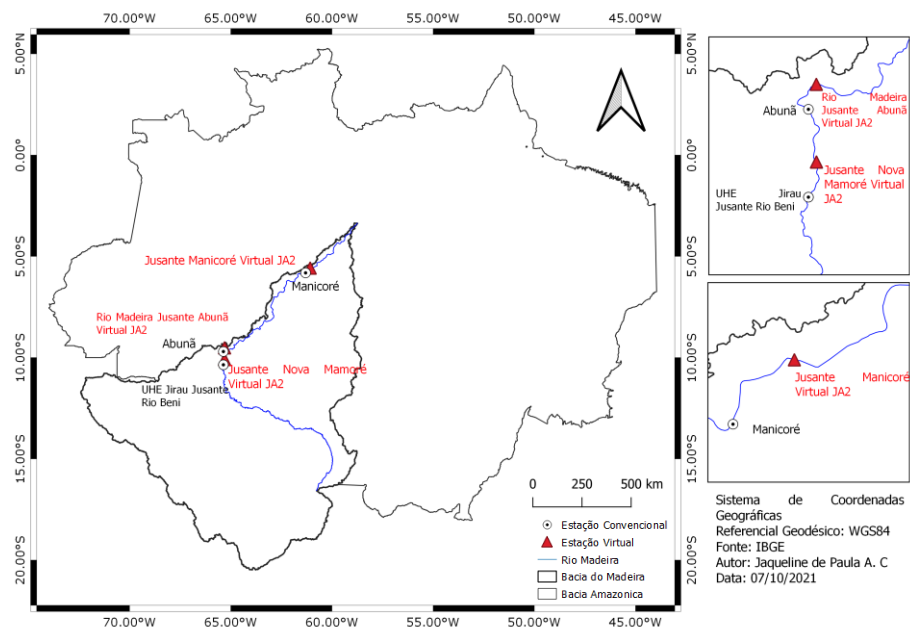 70.00°W 65.00°W 60.00°W 55.00°W 50.00°W 45.00°W
5.00°N
0.00°
5.00°S
10.00°S
15.00°S
20.00°S
Jusante Manicoré Virtual JA2
Manicoré
Rio Madeira Jusante Abunã
Virtual JA2
Abunã
Jusante Nova Mamoré
Virtual JA2
UHE Jirau Jusante
Rio Beni
0 250 500 km
Estação Convencional
Estação Virtual
Rio Madeira
Bacia do Madeira
Bacia Amazonica
5.00°N
0.00°
5.00°S
10.00°S
15.00°S
20.00°S
70.00°W 65.00°W 60.00°W 55.00°W 50.00°W 45.00°W
Abunã
Rio Madeira
Jusante Abunã
Virtual JA2
Jusante Nova
Mamoré Virtual
JA2
UHE Jirau
Jusante Rio Beni
Jusante Manicoré
Virtual JA2
Manicoré
Sistema de Coordenadas
Geográficas
Referencial Geodésico: WGS84
Fonte: IBGE
Autor: Jaqueline de Paula A. C
Data: 07/10/2021